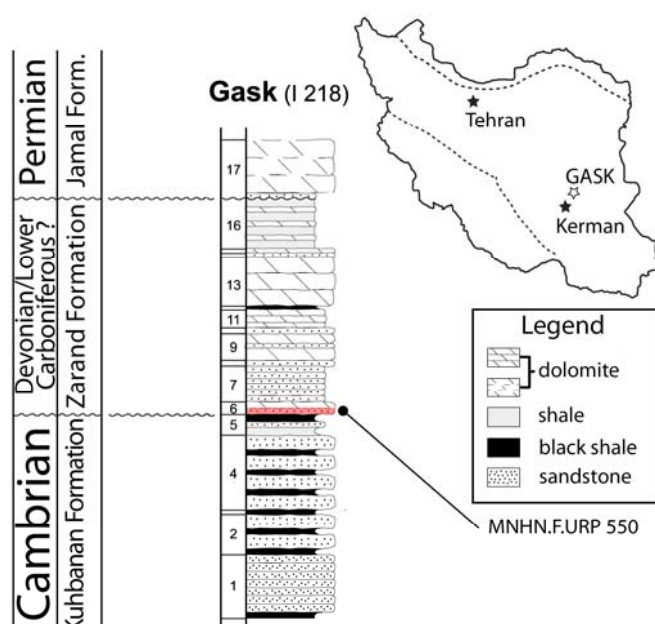 Permian
Jamal Form.
Devonian/Lower
Carboniferous ?
Zarand Formation
Cambrian
Kuhbanan Formation
Gask (I 218)
17
16
13
11
9
7
6
5
4
2
1
Tehran
GASK
Kerman
Legend
dolomite
shale
black shale
sandstone
MNHN.F.URP 550